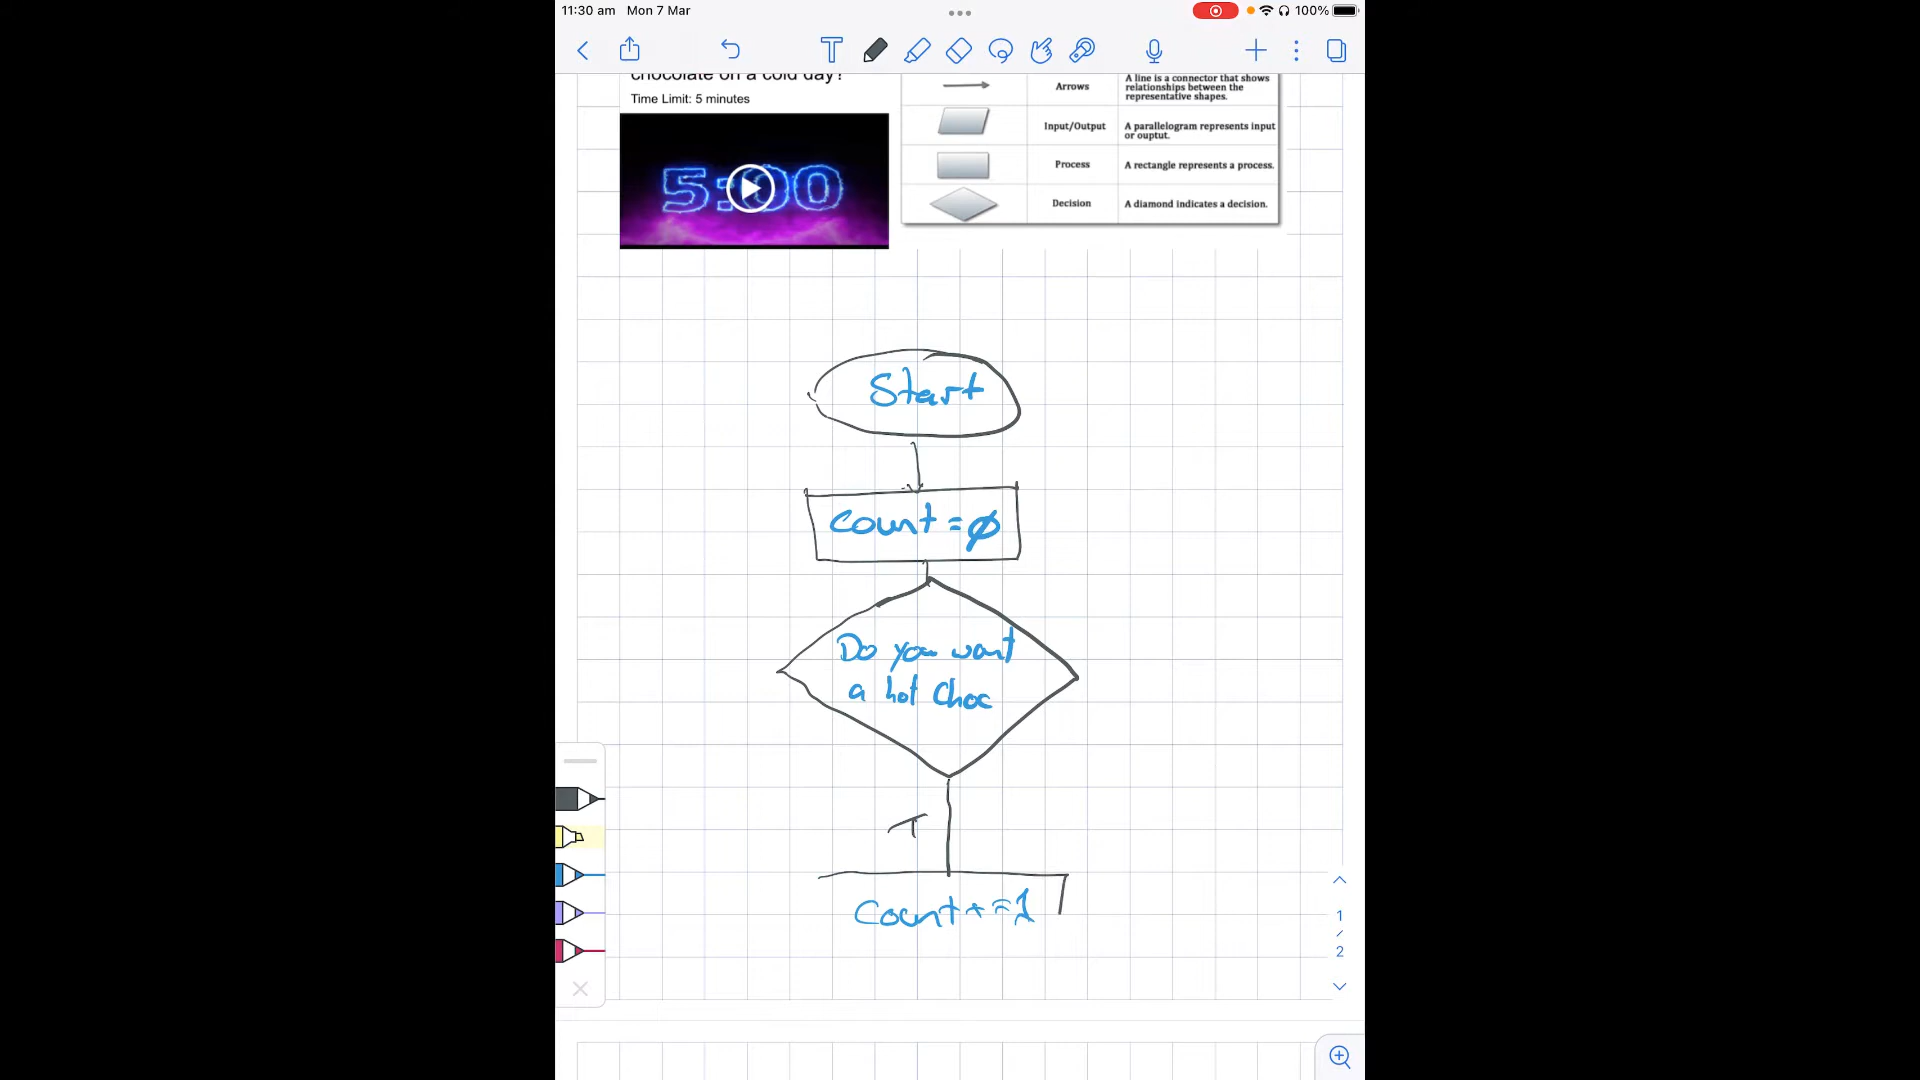 11:30 am Mon 7 Mar
100%
chocolate on a cold day?
Time Limit: 5 minutes
5:00
Arrows
A line is a connector that shows
relationships between the
representative shapes.
Input/Output
A parallelogram represents input
or ouptut.
Process
A rectangle represents a process.
Decision
A diamond indicates a decision.
Start
Count = 0
Do you want
a hot Choc
T
Count += 1
1
/
2